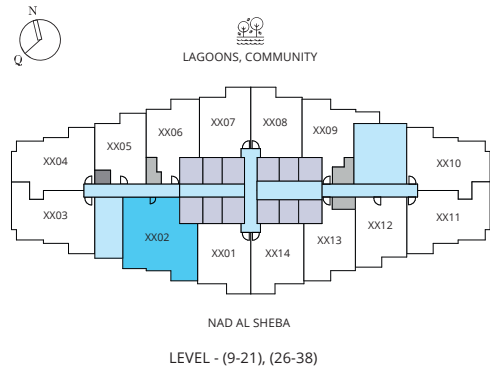 N
Q
LAGOONS, COMMUNITY
XX07
XX08
XX06
XX09
XX05
XX04
XX10
XX03
XX11
XX12
XX02
XX13
XX01
XX14
NAD AL SHEBA
LEVEL - (9-21), (26-38)